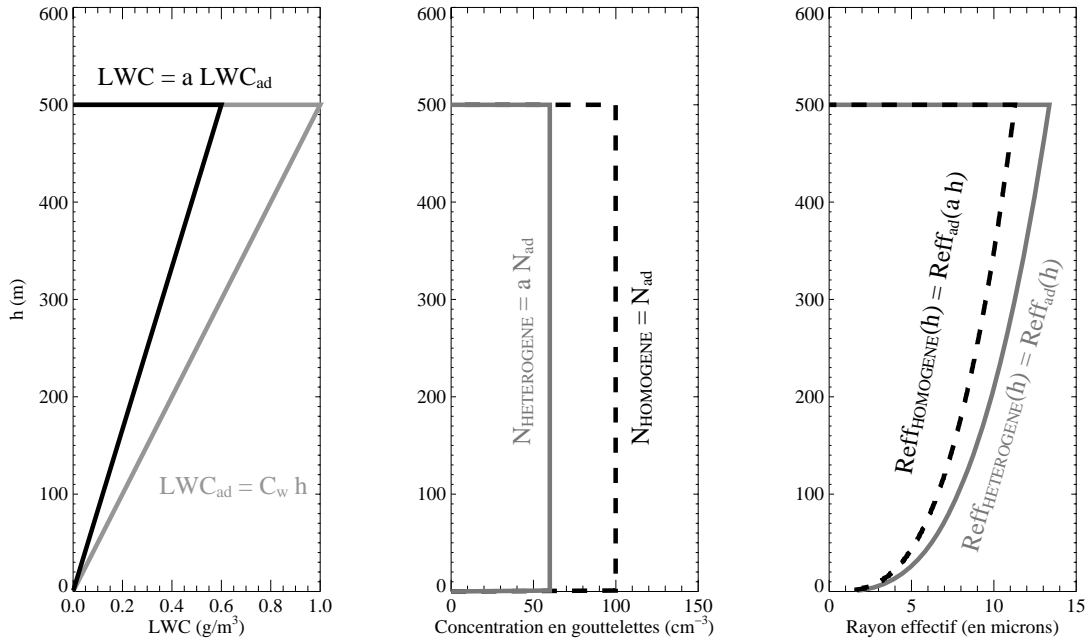 600
500
400
300
200
100
0
h (m)
LWC = a LWC_ad
LWC_ad = C_w h
0.0 0.2 0.4 0.6 0.8 1.0
LWC (g/m³)
600
500
400
300
200
100
0
N_HETEROGENE = a N_ad
N_HOMOGENE = N_ad
0 50 100 150
Concentration en gouttelettes (cm⁻³)
600
500
400
300
200
100
0
Reff_HOMOGENE(h) = Reff_ad(a h)
Reff_HETEROGENE(h) = Reff_ad(h)
0 5 10 15
Rayon effectif (en microns)